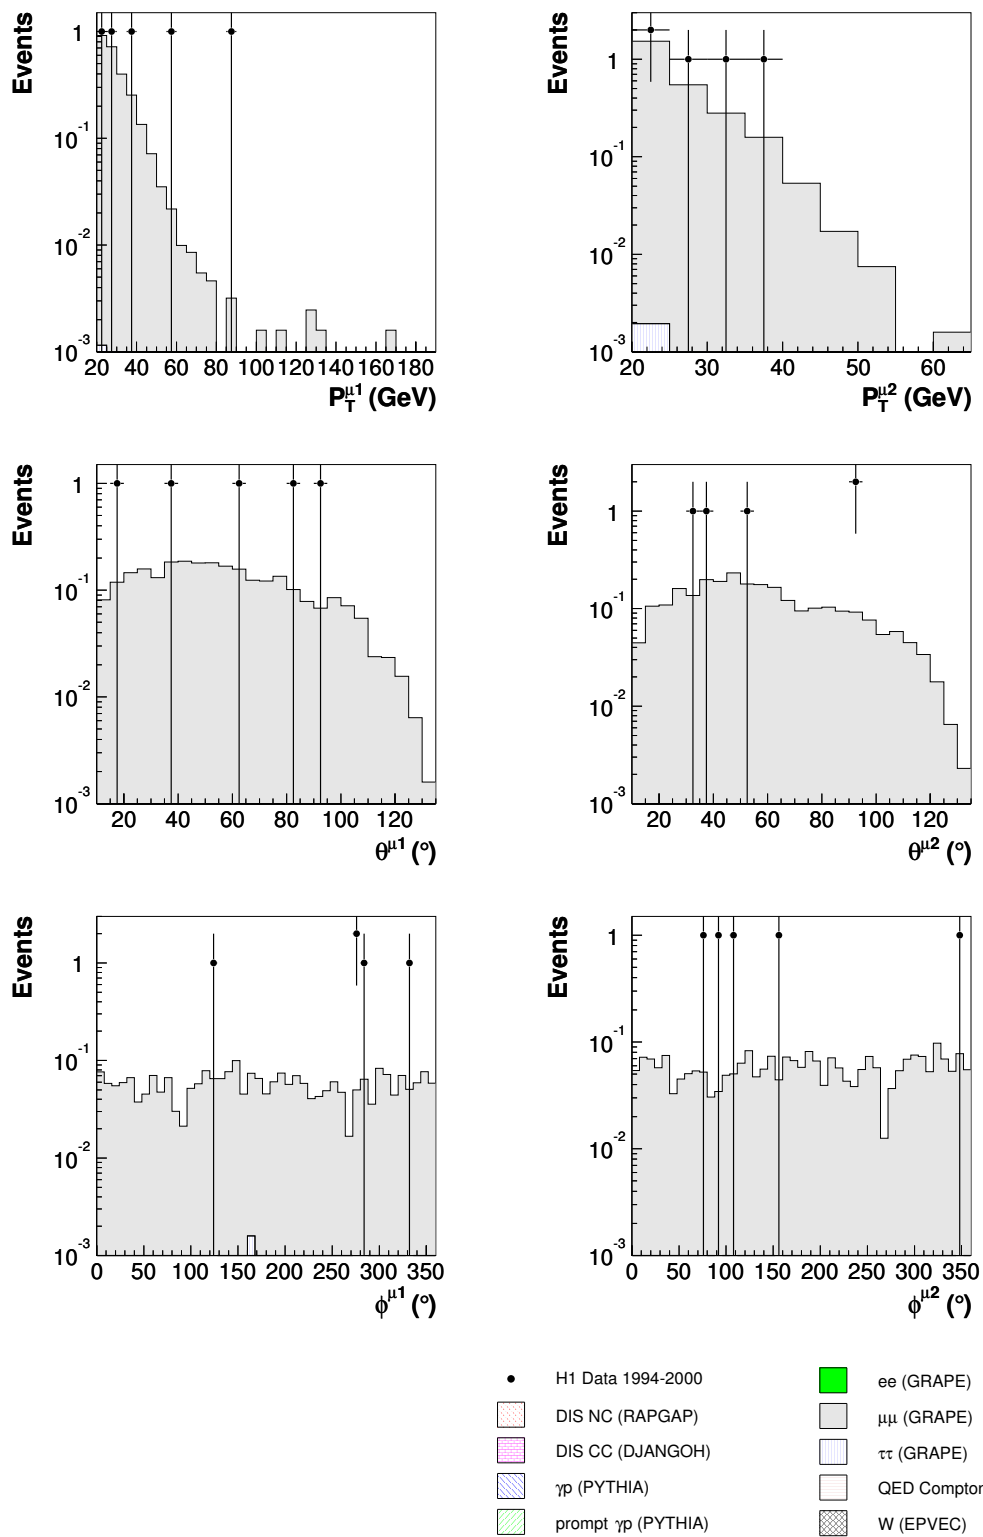 Events
1
10^-1
10^-2
10^-3
20 40 60 80 100 120 140 160 180
P_T^μ1 (GeV)
Events
1
10^-1
10^-2
10^-3
20 30 40 50 60
P_T^μ2 (GeV)
Events
1
10^-1
10^-2
10^-3
20 40 60 80 100 120
θ^μ1 (°)
Events
1
10^-1
10^-2
10^-3
20 40 60 80 100 120
θ^μ2 (°)
Events
1
10^-1
10^-2
10^-3
0 50 100 150 200 250 300 350
ϕ^μ1 (°)
Events
1
10^-1
10^-2
10^-3
0 50 100 150 200 250 300 350
ϕ^μ2 (°)
H1 Data 1994-2000
DIS NC (RAPGAP)
DIS CC (DJANGOH)
γp (PYTHIA)
prompt γp (PYTHIA)
ee (GRAPE)
μμ (GRAPE)
ττ (GRAPE)
QED Compton
W (EPVEC)